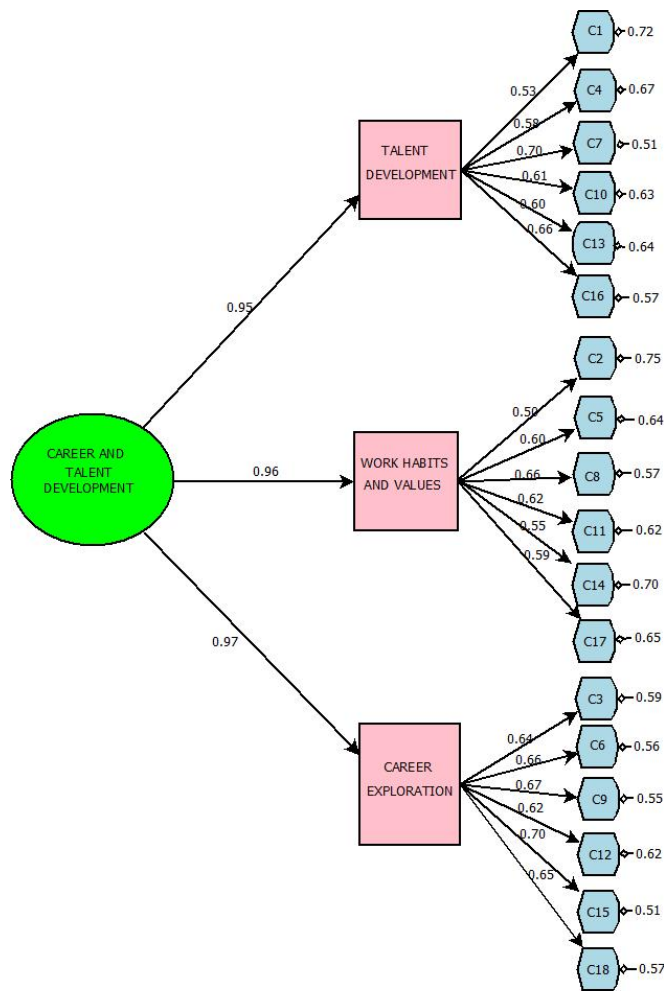 C1
0.72
0.53
C4
0.67
0.58
TALENT
DEVELOPMENT
C7
0.51
0.70
C10
0.63
0.61
C13
0.64
0.60
C16
0.57
0.66
0.95
C2
0.75
0.50
C5
0.64
0.60
CAREER AND
TALENT
DEVELOPMENT
0.96
WORK HABITS
AND VALUES
C8
0.57
0.66
C11
0.62
0.62
C14
0.70
0.55
C17
0.65
0.59
0.97
C3
0.59
0.64
C6
0.56
0.66
CAREER
EXPLORATION
C9
0.55
0.67
C12
0.62
0.62
C15
0.51
0.70
C18
0.57
0.65